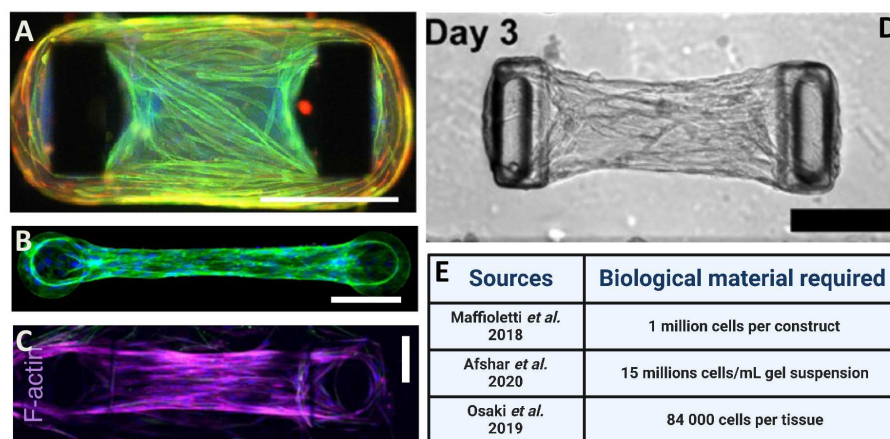 A
Day 3
D
B
C
F-actin
E
Sources
Biological material required
Maffioletti et al.
2018
1 million cells per construct
Afshar et al.
2020
15 millions cells/mL gel suspension
Osaki et al.
2019
84 000 cells per tissue